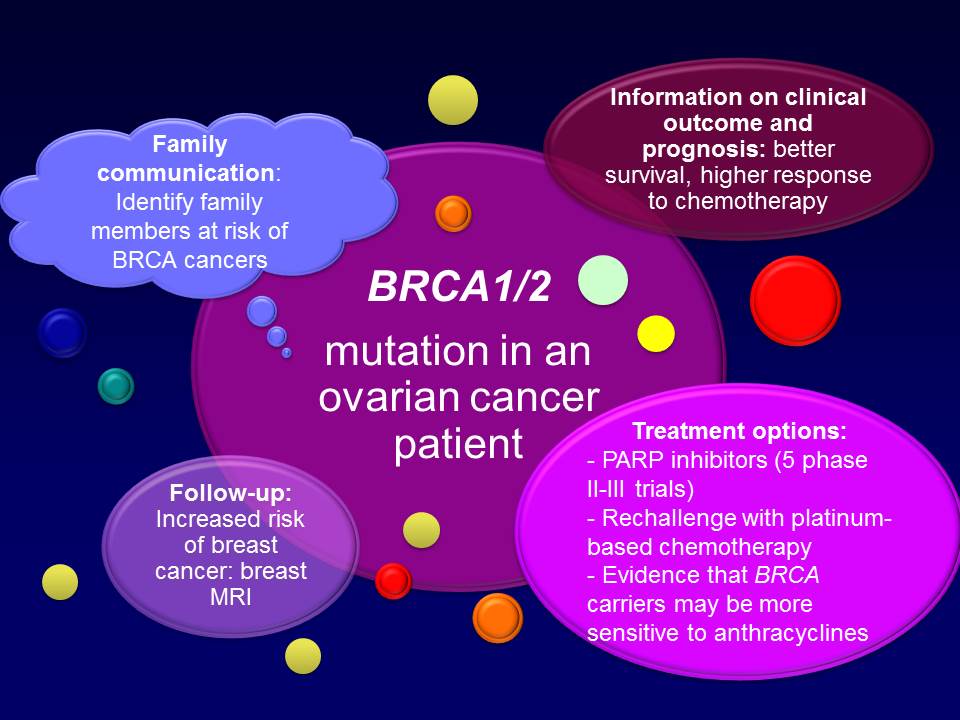 Family
communication:
Identify family
members at risk of
BRCA cancers
Information on clinical
outcome and
prognosis: better
survival, higher response
to chemotherapy
BRCA1/2
mutation in an
ovarian cancer
patient
Follow-up:
Increased risk
of breast
cancer: breast
MRI
Treatment options:
- PARP inhibitors (5 phase
II-III trials)
- Rechallenge with platinum-
based chemotherapy
- Evidence that BRCA
carriers may be more
sensitive to anthracyclines